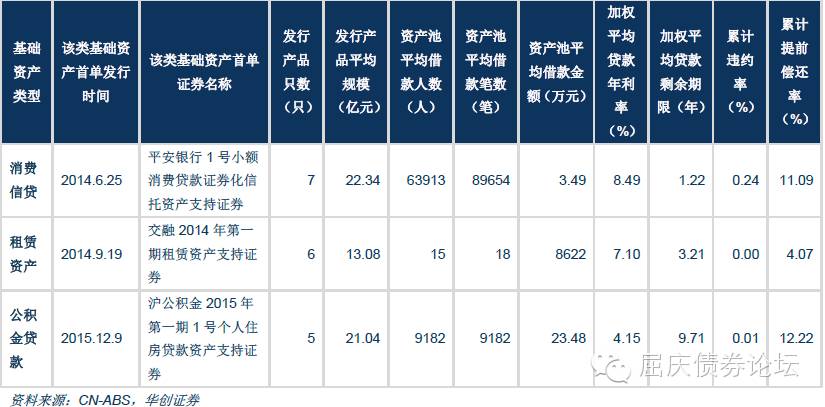 基础资产类型 该类基础资产首单发行时间 该类基础资产首单证券名称 发行产品只数（只） 发行产品平均规模（亿元） 资产池平均借款人数（人） 资产池平均借款笔数（笔） 资产池平均借款金额（万元） 加权平均贷款年利率（%） 加权平均贷款剩余期限（年） 累计违约率（%） 累计提前偿还率（%）
消费信贷 2014.6.25 平安银行1号小额消费贷款证券化信托资产支持证券 7 22.34 63913 89654 3.49 8.49 1.22 0.24 11.09
租赁资产 2014.9.19 交融2014年第一期租赁资产支持证券 6 13.08 15 18 8622 7.10 3.21 0.00 4.07
公积金贷款 2015.12.9 沪公积金2015年第一期1号个人住房贷款资产支持证券 5 21.04 9182 9182 23.48 4.15 9.71 0.01 12.22
屈庆债券论坛
资料来源：CN-ABS，华创证券